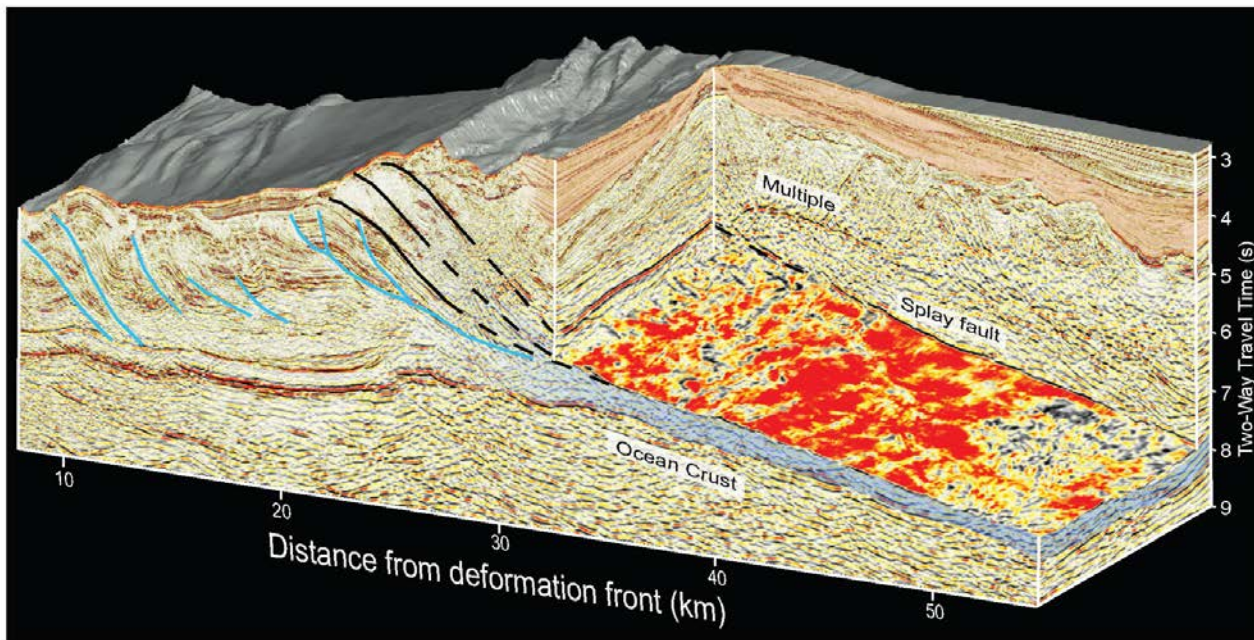 Multiple
Splay fault
Ocean Crust
3
4
5
6
7
8
9
Two-Way Travel Time (s)
10
20
30
40
50
Distance from deformation front (km)